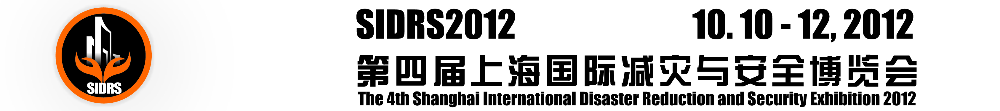 SIDRS
SIDRS2012
10. 10 - 12, 2012
第四届上海国际减灾与安全博览会
The 4th Shanghai International Disaster Reduction and Security Exhibition 2012